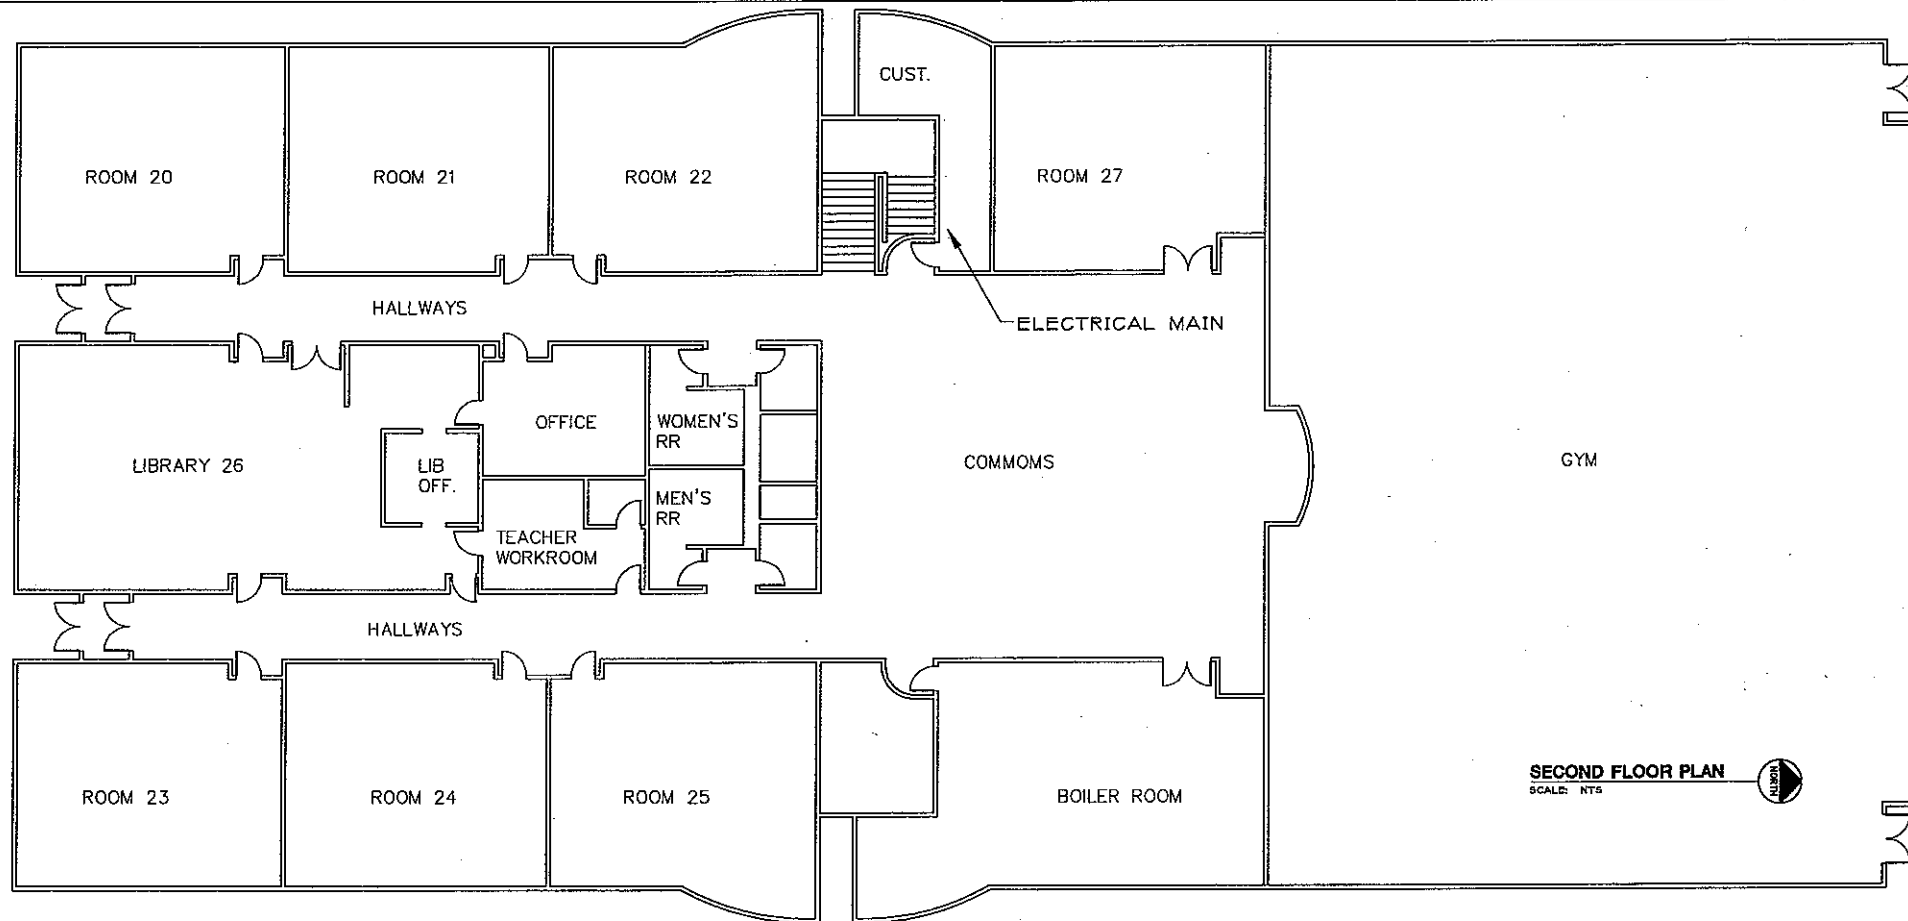 CUST.
ROOM 20
ROOM 21
ROOM 22
ROOM 27
HALLWAYS
ELECTRICAL MAIN
OFFICE
WOMEN'S
RR
LIBRARY 26
LIB
OFF.
COMMOMS
GYM
MEN'S
RR
TEACHER
WORKROOM
HALLWAYS
ROOM 23
ROOM 24
ROOM 25
BOILER ROOM
SECOND FLOOR PLAN
SCALE: NTS
NORTH